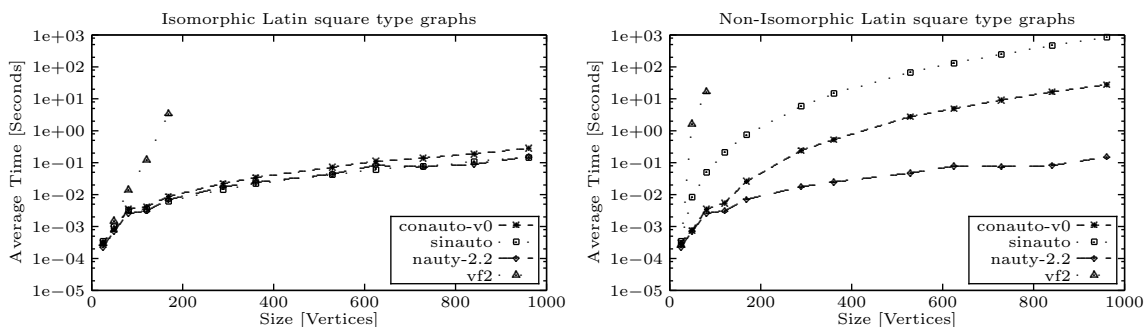 Isomorphic Latin square type graphs
1e+03
1e+02
1e+01
1e+00
1e-01
1e-02
1e-03
1e-04
1e-05
Average Time [Seconds]
0 200 400 600 800 1000
Size [Vertices]
conauto-v0
sinauto
nauty-2.2
vf2
Non-Isomorphic Latin square type graphs
1e+03
1e+02
1e+01
1e+00
1e-01
1e-02
1e-03
1e-04
1e-05
Average Time [Seconds]
0 200 400 600 800 1000
Size [Vertices]
conauto-v0
sinauto
nauty-2.2
vf2